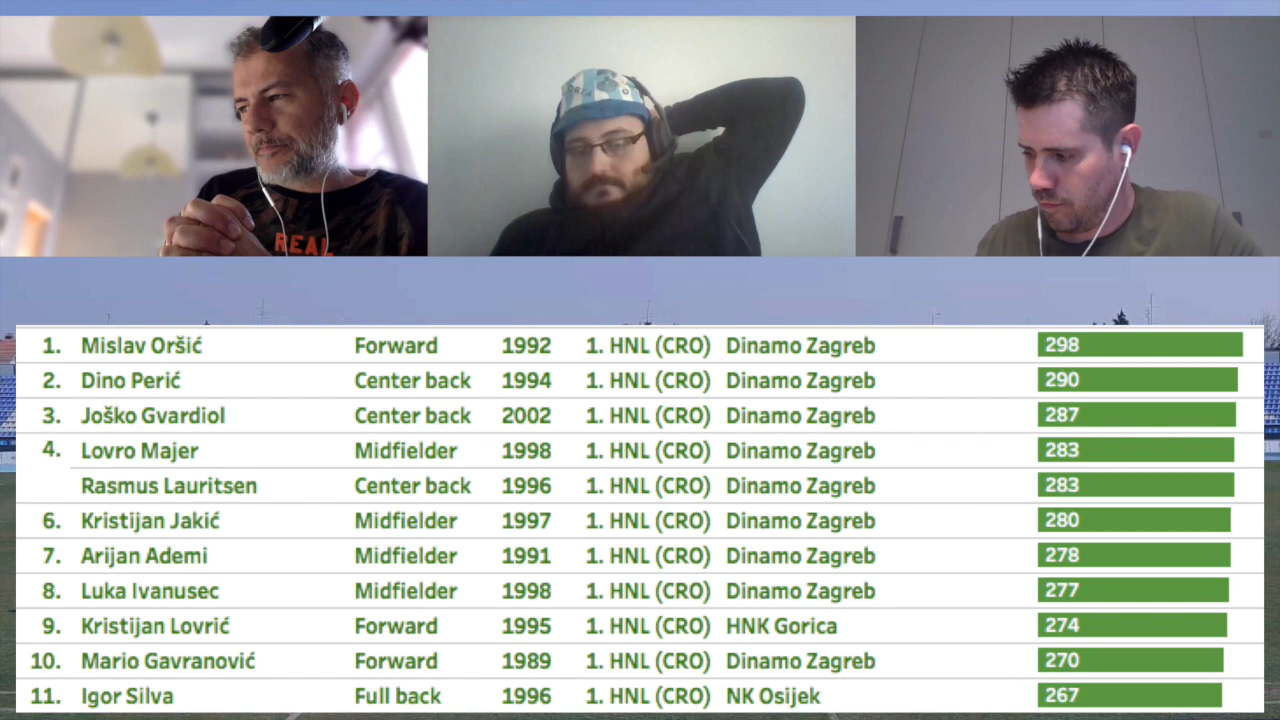 REAL
1. Mislav Oršić Forward 1992 1. HNL (CRO) Dinamo Zagreb 298
2. Dino Perić Center back 1994 1. HNL (CRO) Dinamo Zagreb 290
3. Joško Gvardiol Center back 2002 1. HNL (CRO) Dinamo Zagreb 287
4. Lovro Majer Midfielder 1998 1. HNL (CRO) Dinamo Zagreb 283
Rasmus Lauritsen Center back 1996 1. HNL (CRO) Dinamo Zagreb 283
6. Kristijan Jakić Midfielder 1997 1. HNL (CRO) Dinamo Zagreb 280
7. Arijan Ademi Midfielder 1991 1. HNL (CRO) Dinamo Zagreb 278
8. Luka Ivanusec Midfielder 1998 1. HNL (CRO) Dinamo Zagreb 277
9. Kristijan Lovrić Forward 1995 1. HNL (CRO) HNK Gorica 274
10. Mario Gavranović Forward 1989 1. HNL (CRO) Dinamo Zagreb 270
11. Igor Silva Full back 1996 1. HNL (CRO) NK Osijek 267